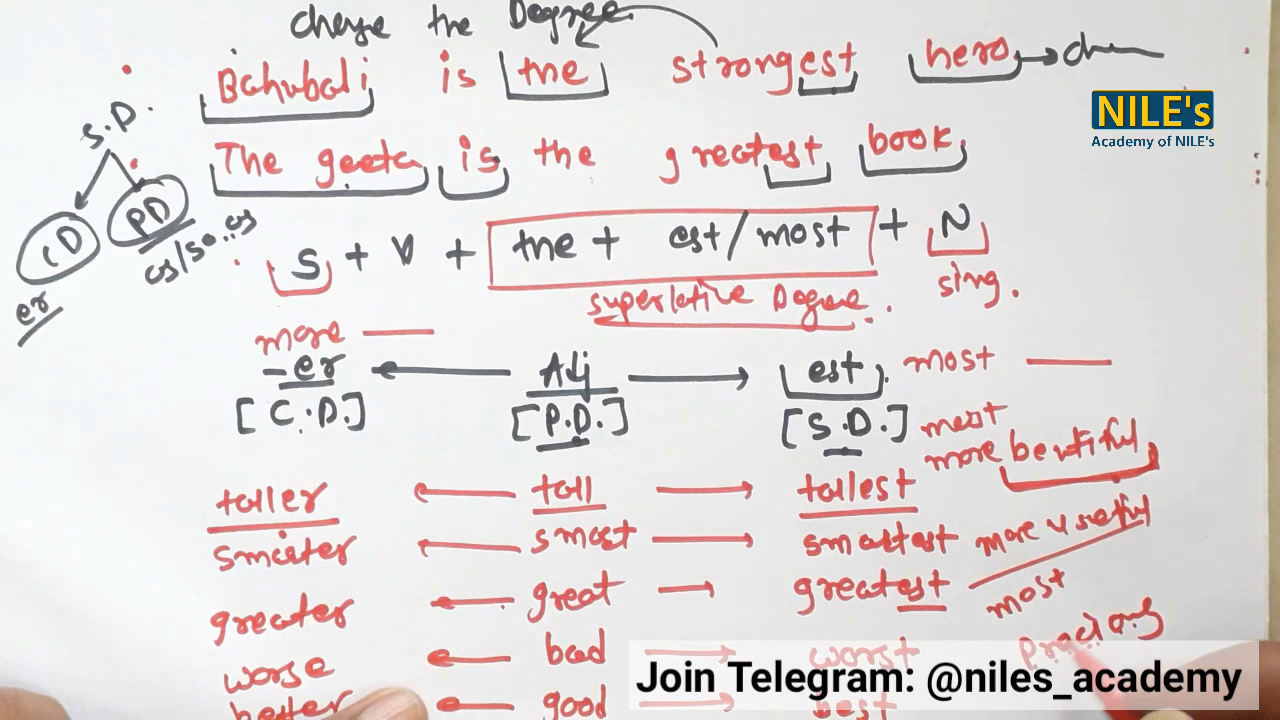 change the Degree
Bahubali is the strongest hero →
NILE's
Academy of NILE's
S.D.
The geeta is the greatest book
CD PD
er as/so..as
S + V + the + est/most + N
superlative Degree. sing.
more —
-er ← Adj → est. most —
[C.D.] [P.D.] [S.D.] most
more beutiful
taller ← tall → tallest
smarter ← smart → smartest more useful
greater ← great → greatest most
Precious
worse ← bad → worst
better ← good → best
Join Telegram: @niles_academy